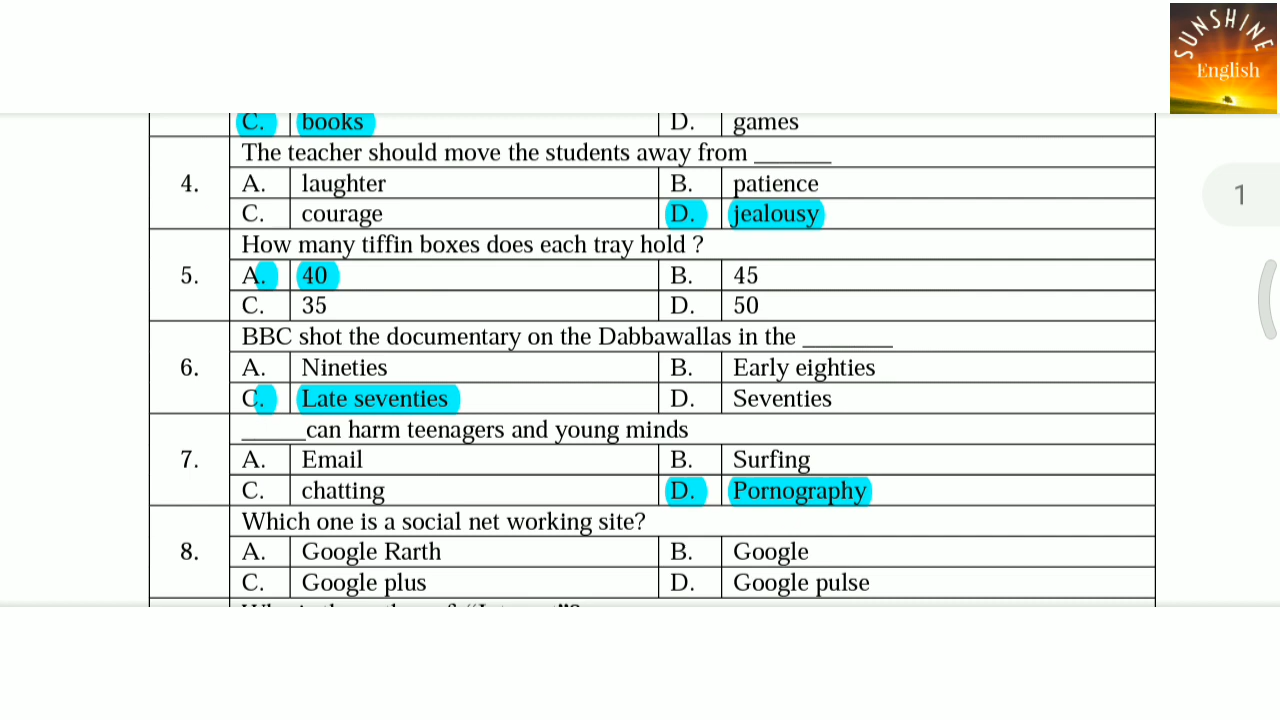 SUNSHINE
English
C. books D. games
The teacher should move the students away from ______
4. A. laughter B. patience
C. courage D. jealousy
How many tiffin boxes does each tray hold ?
5. A. 40 B. 45
C. 35 D. 50
BBC shot the documentary on the Dabbawallas in the _______
6. A. Nineties B. Early eighties
C. Late seventies D. Seventies
_____can harm teenagers and young minds
7. A. Email B. Surfing
C. chatting D. Pornography
Which one is a social net working site?
8. A. Google Rarth B. Google
C. Google plus D. Google pulse
1